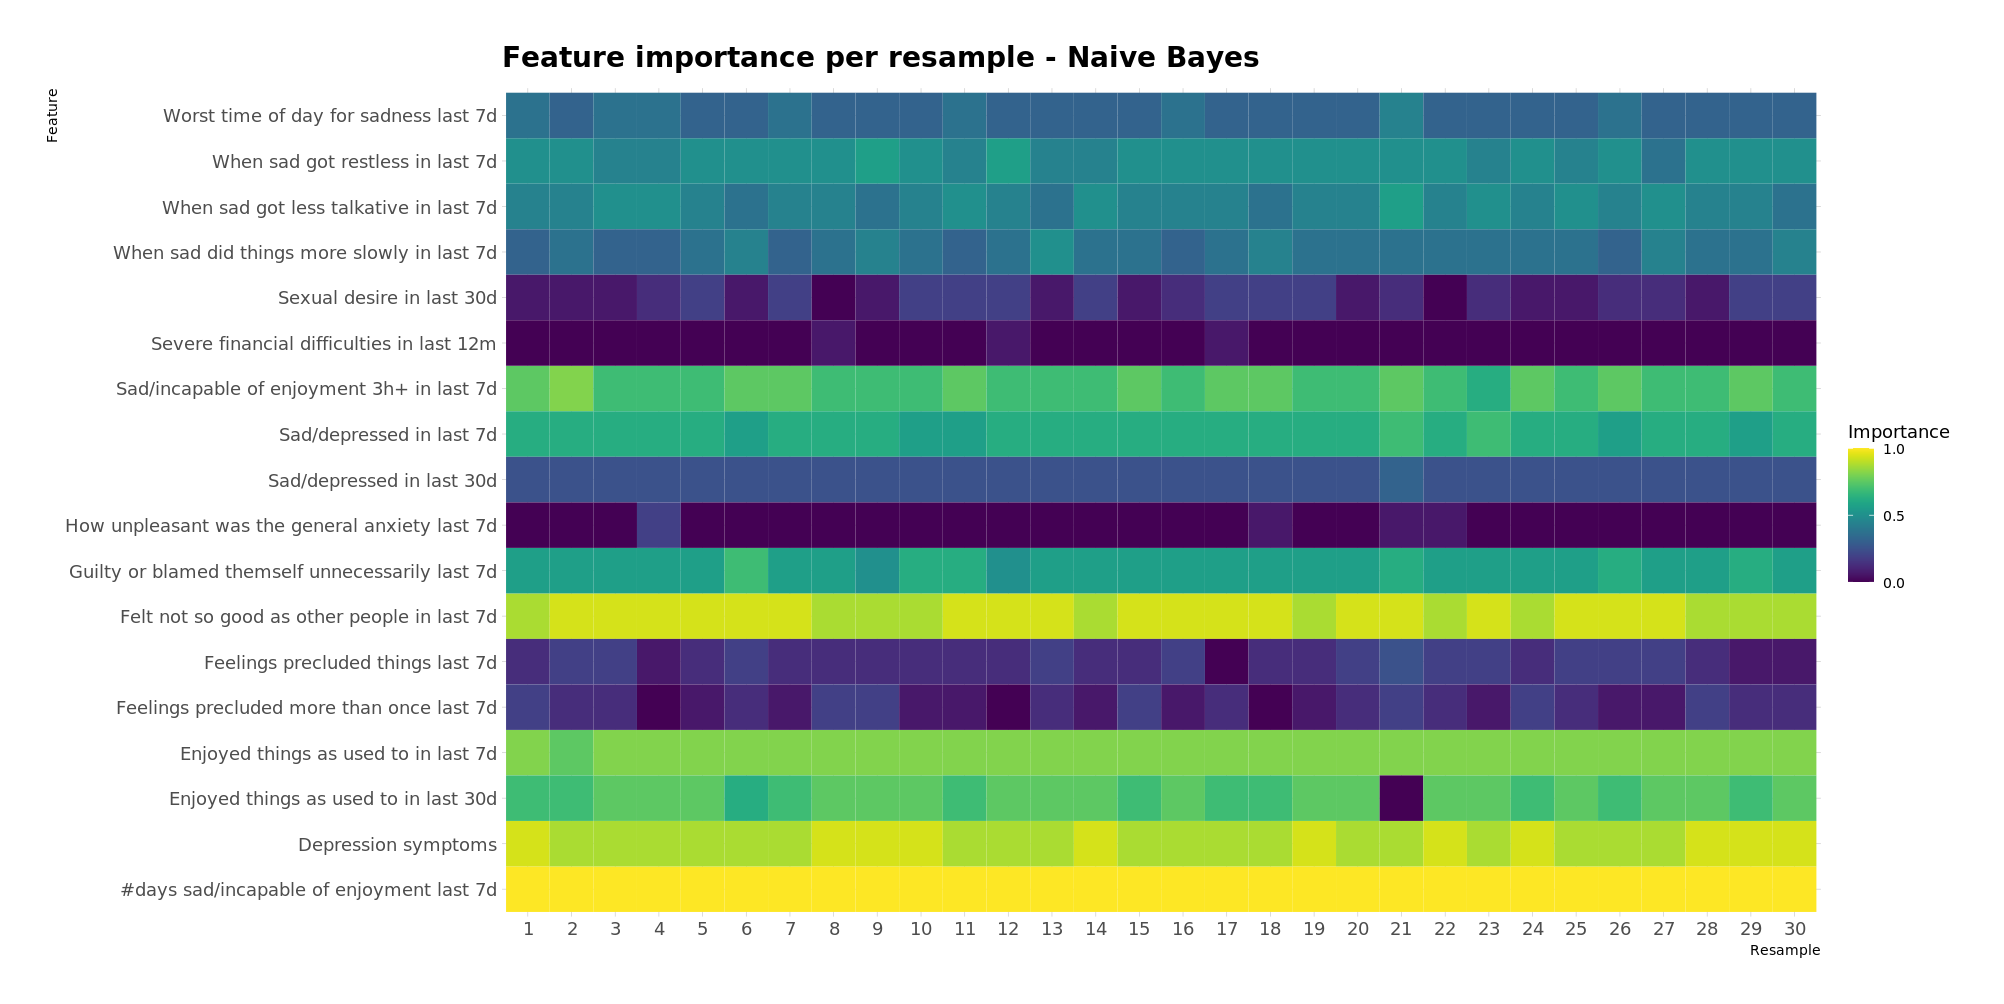 Feature importance per resample - Naive Bayes
Feature
Worst time of day for sadness last 7d
When sad got restless in last 7d
When sad got less talkative in last 7d
When sad did things more slowly in last 7d
Sexual desire in last 30d
Severe financial difficulties in last 12m
Sad/incapable of enjoyment 3h+ in last 7d
Sad/depressed in last 7d
Sad/depressed in last 30d
How unpleasant was the general anxiety last 7d
Guilty or blamed themself unnecessarily last 7d
Felt not so good as other people in last 7d
Feelings precluded things last 7d
Feelings precluded more than once last 7d
Enjoyed things as used to in last 7d
Enjoyed things as used to in last 30d
Depression symptoms
#days sad/incapable of enjoyment last 7d
1 2 3 4 5 6 7 8 9 10 11 12 13 14 15 16 17 18 19 20 21 22 23 24 25 26 27 28 29 30
Resample
Importance
1.0
0.5
0.0